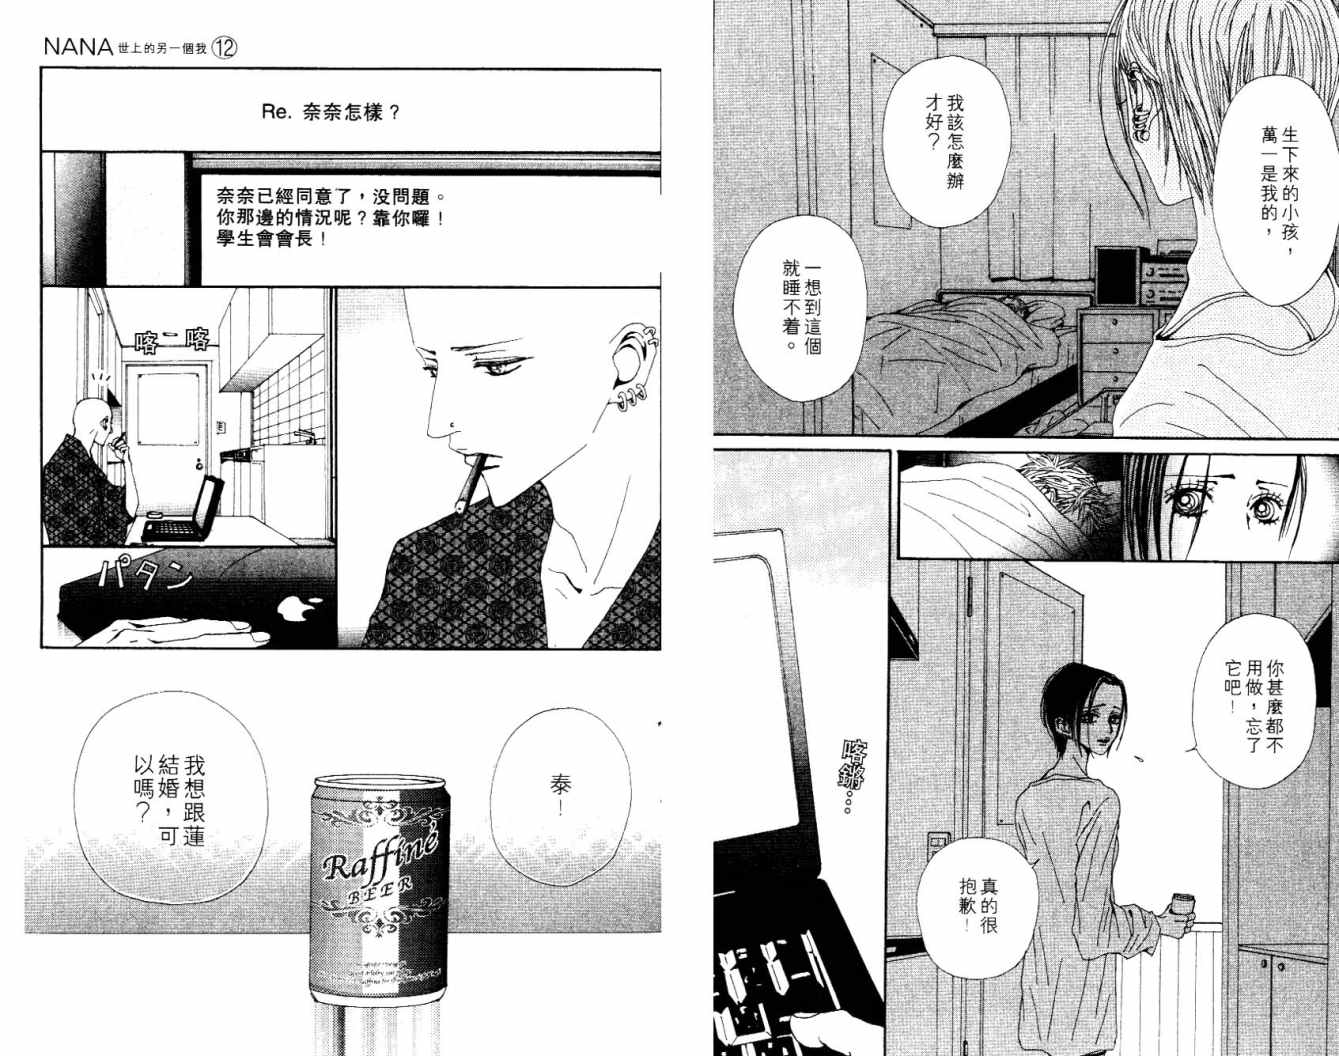 生下來的小孩，
萬一是我的，
我該怎麼辦
才好？
一想到這個
就睡不着。
你甚麼都不
用做，忘了
它吧！
真的很
抱歉！
喀鏘…
NANA 世上的另一個我 ⑫
Re. 奈奈怎樣？
奈奈已經同意了，没問題。
你那邊的情況呢？靠你囉！
學生會會長！
喀 喀
パタン
泰！
我想跟蓮
結婚，可
以嗎？
Raffiné
BEER